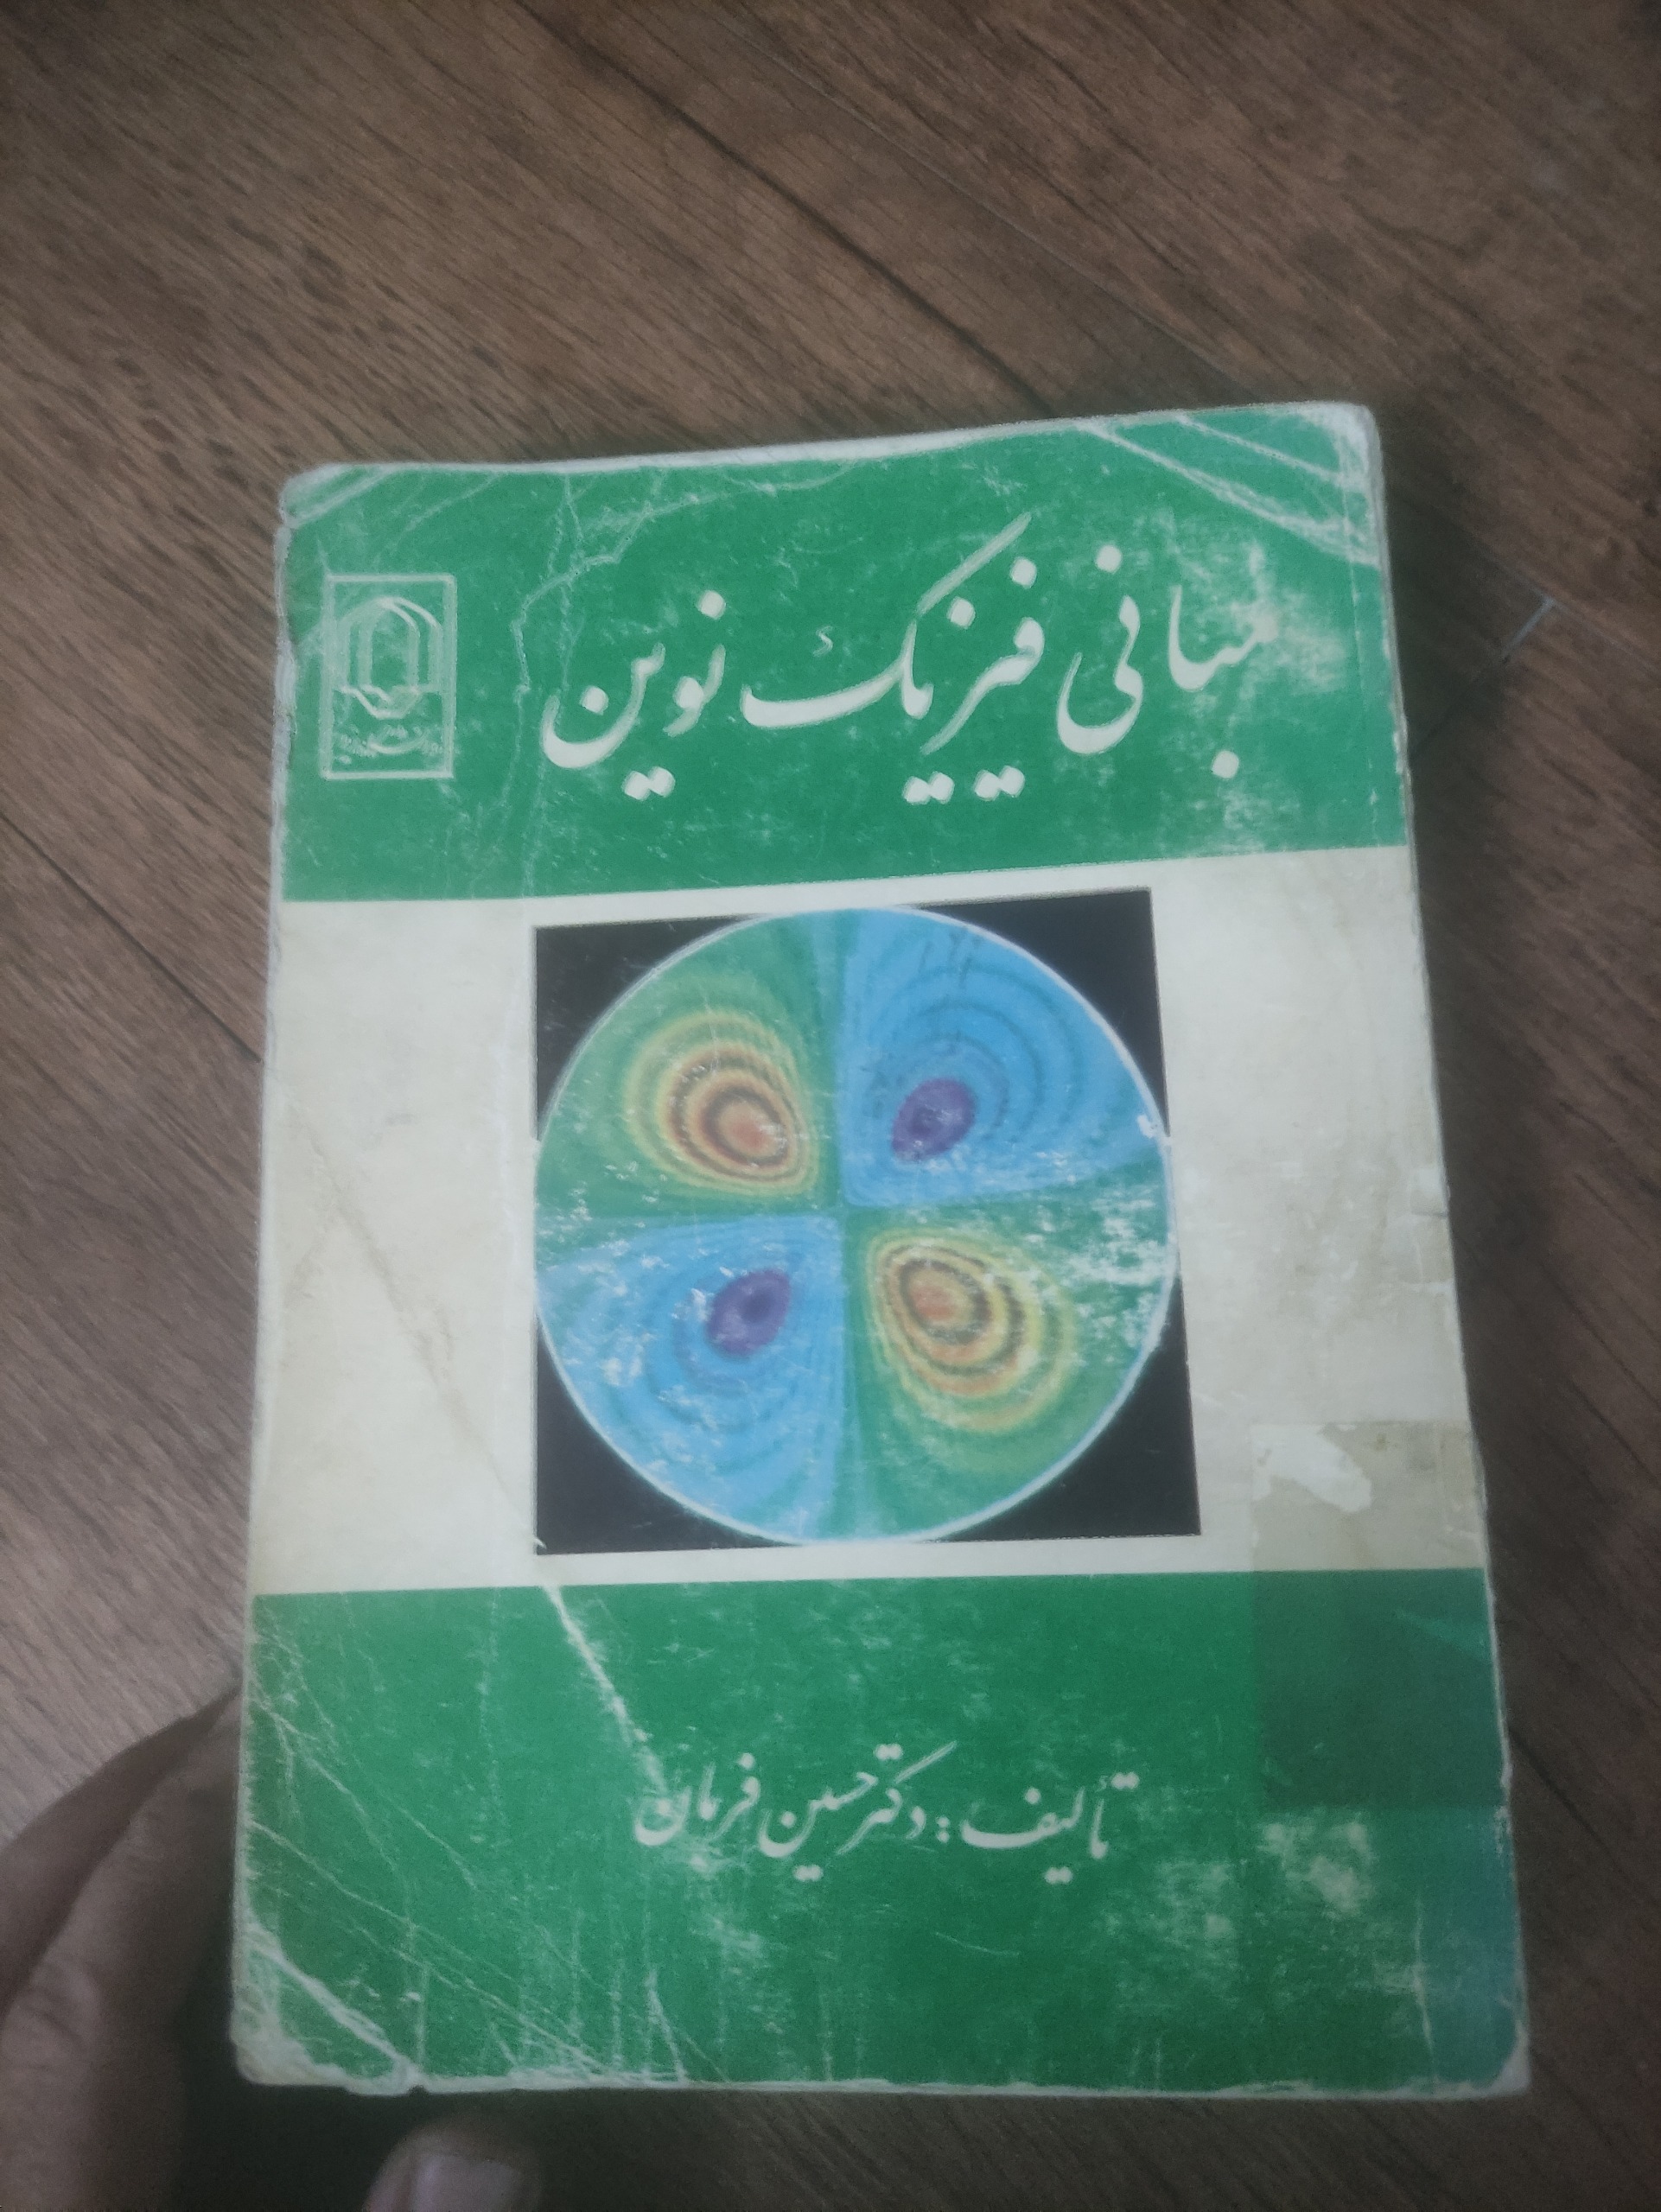 مبانی فیزیک نوین
تألیف: دکتر حسین فرمان